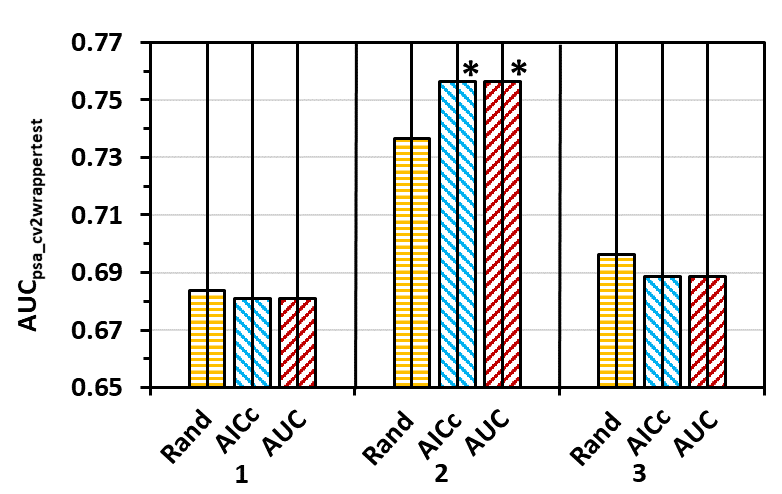 AUCpsa_cv2wrappertest
0.77
0.75
0.73
0.71
0.69
0.67
0.65
* *
Rand AICc AUC Rand AICc AUC Rand AICc AUC
1 2 3